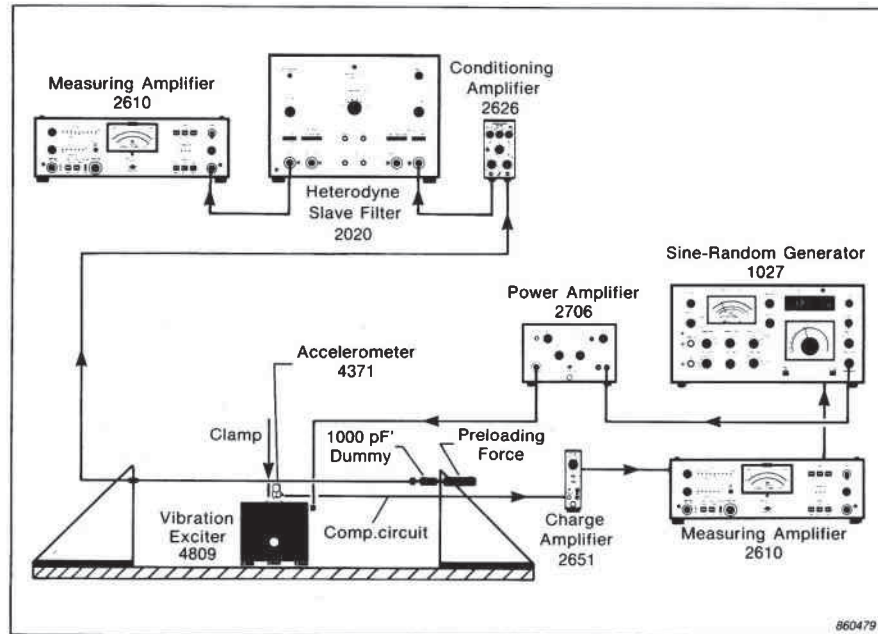 Measuring Amplifier
2610
Heterodyne
Slave Filter
2020
Conditioning
Amplifier
2626
Sine-Random Generator
1027
Power Amplifier
2706
Accelerometer
4371
Clamp
1000 pF'
Dummy
Preloading
Force
Vibration
Exciter
4809
Comp.circuit
Charge
Amplifier
2651
Measuring Amplifier
2610
860479